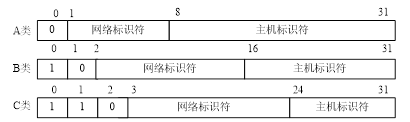 0 1 8 31
A类 0 网络标识符 主机标识符
0 1 2 16 31
B类 1 0 网络标识符 主机标识符
0 1 2 3 24 31
C类 1 1 0 网络标识符 主机标识符